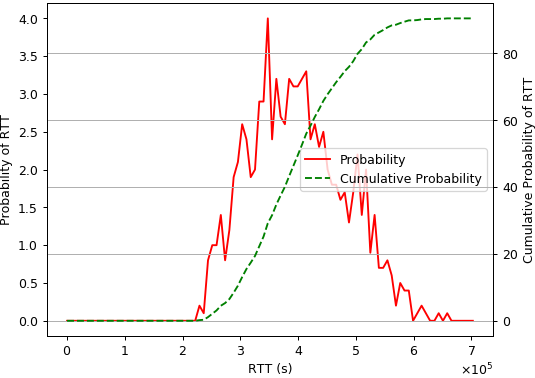 4.0
3.5
3.0
2.5
2.0
1.5
1.0
0.5
0.0
Probability of RTT
0 1 2 3 4 5 6 7
×10⁵
RTT (s)
80
60
40
20
0
Cumulative Probability of RTT
Probability
Cumulative Probability